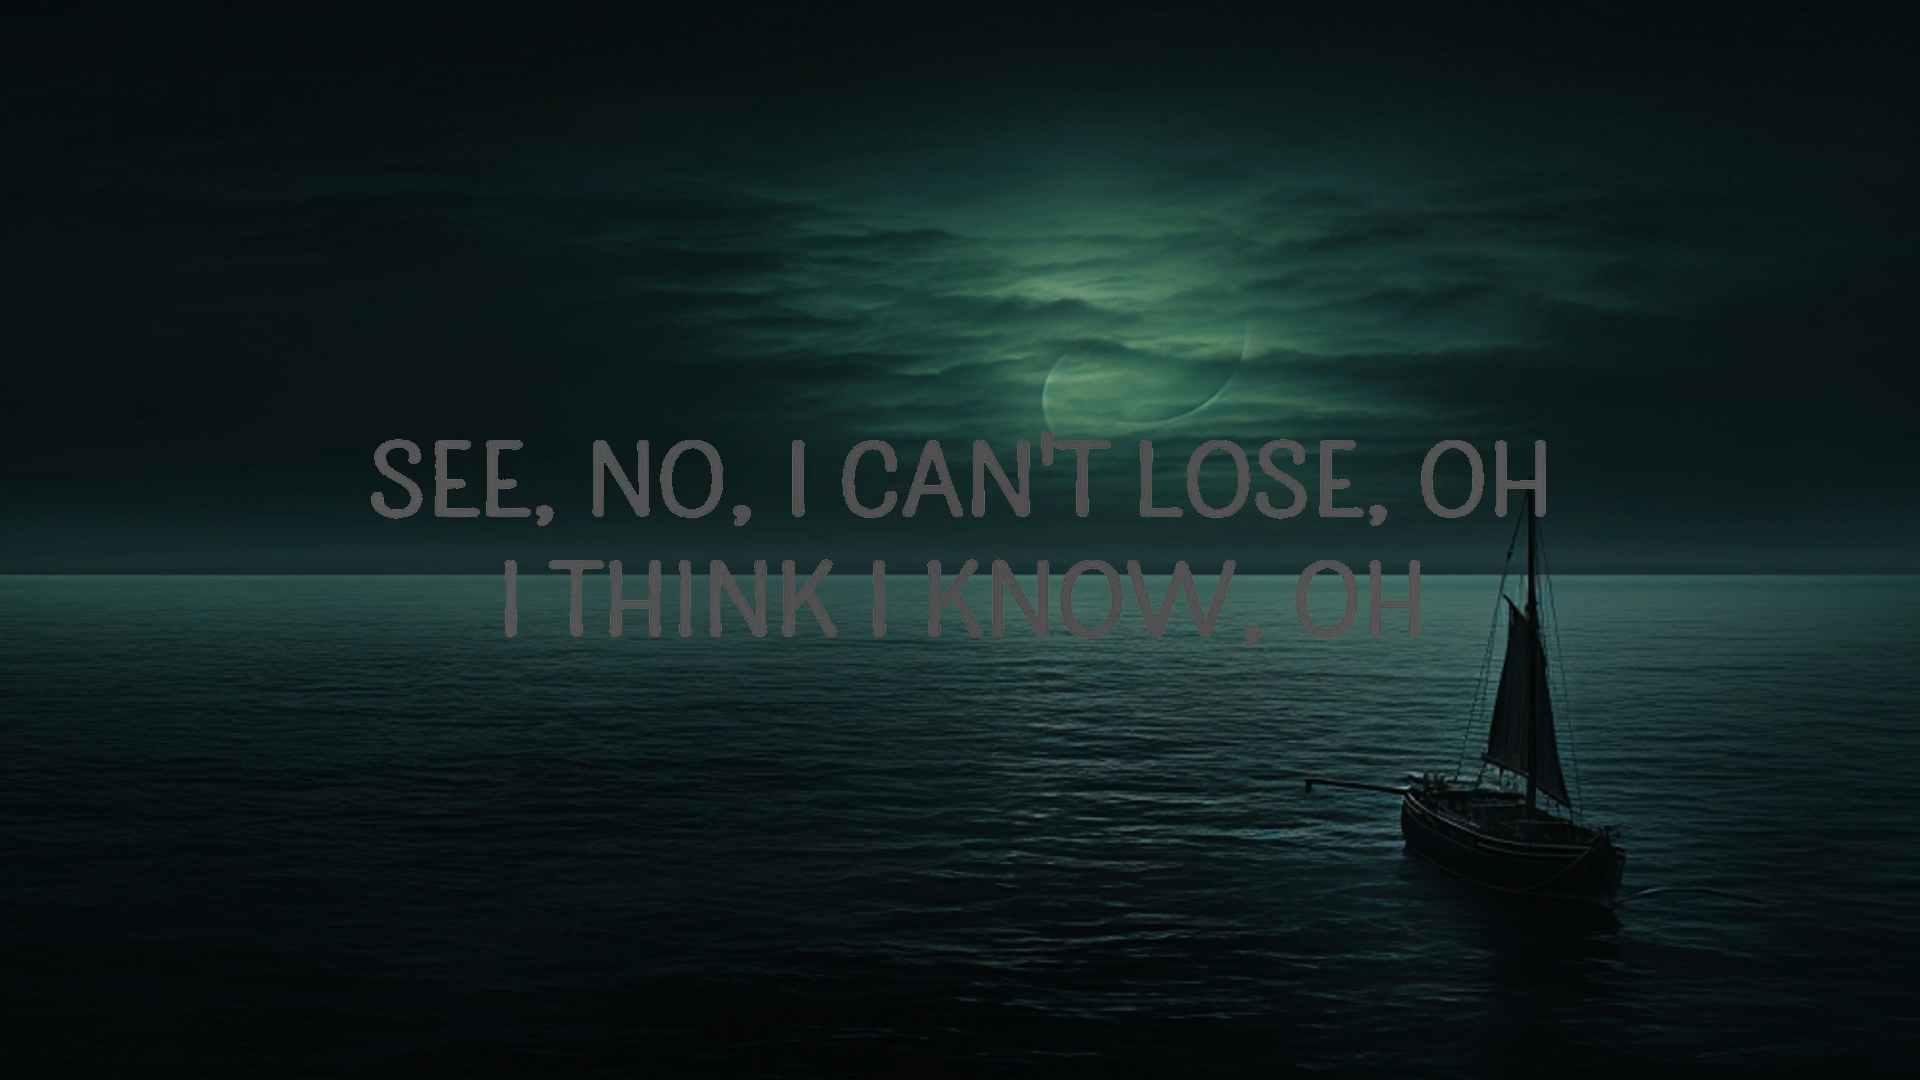 SEE, NO, I CAN'T LOSE, OH
I THINK I KNOW, OH